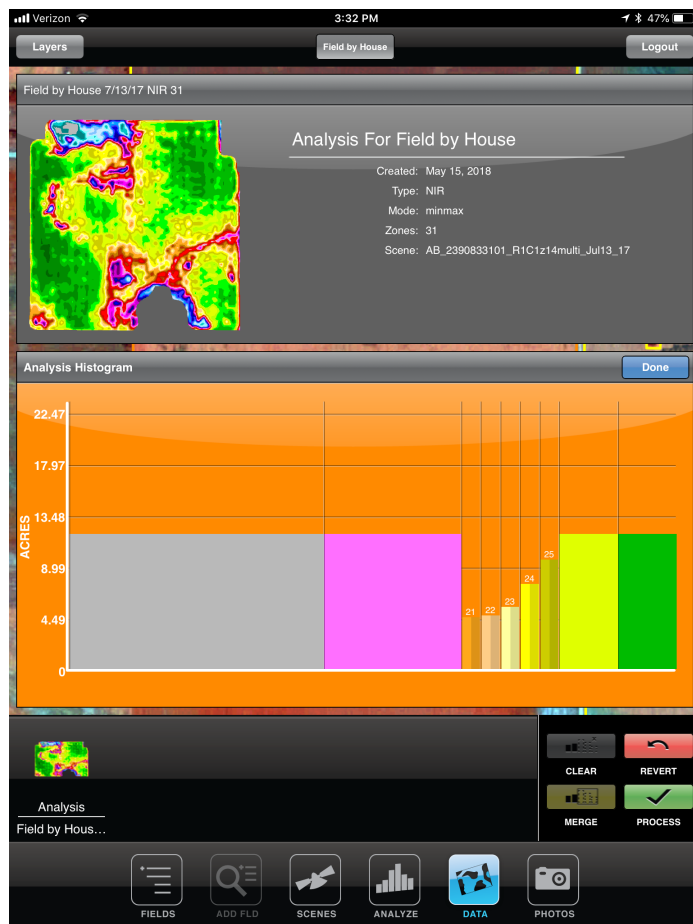 Verizon 3:32 PM 47%
Layers Field by House Logout
Field by House 7/13/17 NIR 31
Analysis For Field by House
Created: May 15, 2018
Type: NIR
Mode: minmax
Zones: 31
Scene: AB_2390833101_R1C1z14multi_Jul13_17
Analysis Histogram Done
22.47
17.97
13.48
8.99
4.49
0
ACRES
21 22 23 24 25
CLEAR REVERT
MERGE PROCESS
Analysis
Field by Hous...
FIELDS ADD FLD SCENES ANALYZE DATA PHOTOS